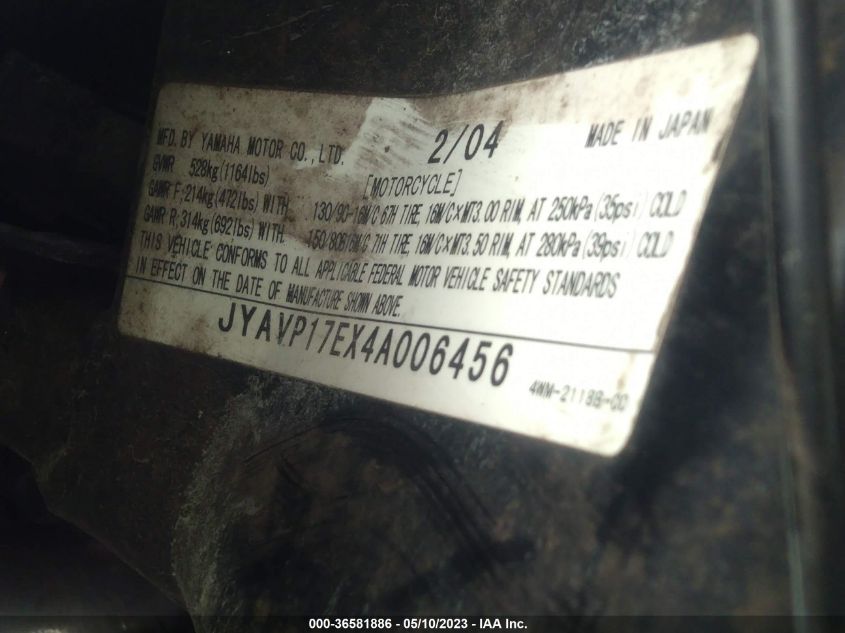 MFD. BY YAMAHA MOTOR CO., LTD. 2/04 MADE IN JAPAN
GVWR 528kg(1164lbs) [MOTORCYCLE]
GAWR F; 214kg(472lbs) WITH 130/90-16M/C 67H TIRE, 16M/C×MT3.00 RIM, AT 250kPa(36psi) COLD
GAWR R; 314kg(692lbs) WITH 150/80B16M/C 71H TIRE, 16M/C×MT3.50 RIM, AT 280kPa(39psi) COLD
THIS VEHICLE CONFORMS TO ALL APPLICABLE FEDERAL MOTOR VEHICLE SAFETY STANDARDS
IN EFFECT ON THE DATE OF MANUFACTURE SHOWN ABOVE.
JYAVP17EX4A006456
000-36581886 - 05/10/2023 - IAA Inc.